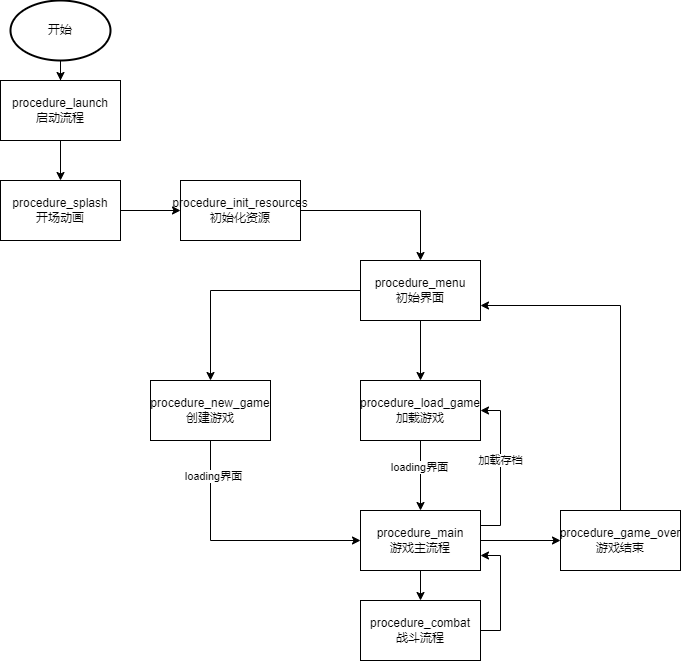 开始
procedure_launch
启动流程
procedure_splash
开场动画
procedure_init_resources
初始化资源
procedure_menu
初始界面
procedure_new_game
创建游戏
procedure_load_game
加载游戏
loading界面
loading界面
加载存档
procedure_main
游戏主流程
procedure_game_over
游戏结束
procedure_combat
战斗流程